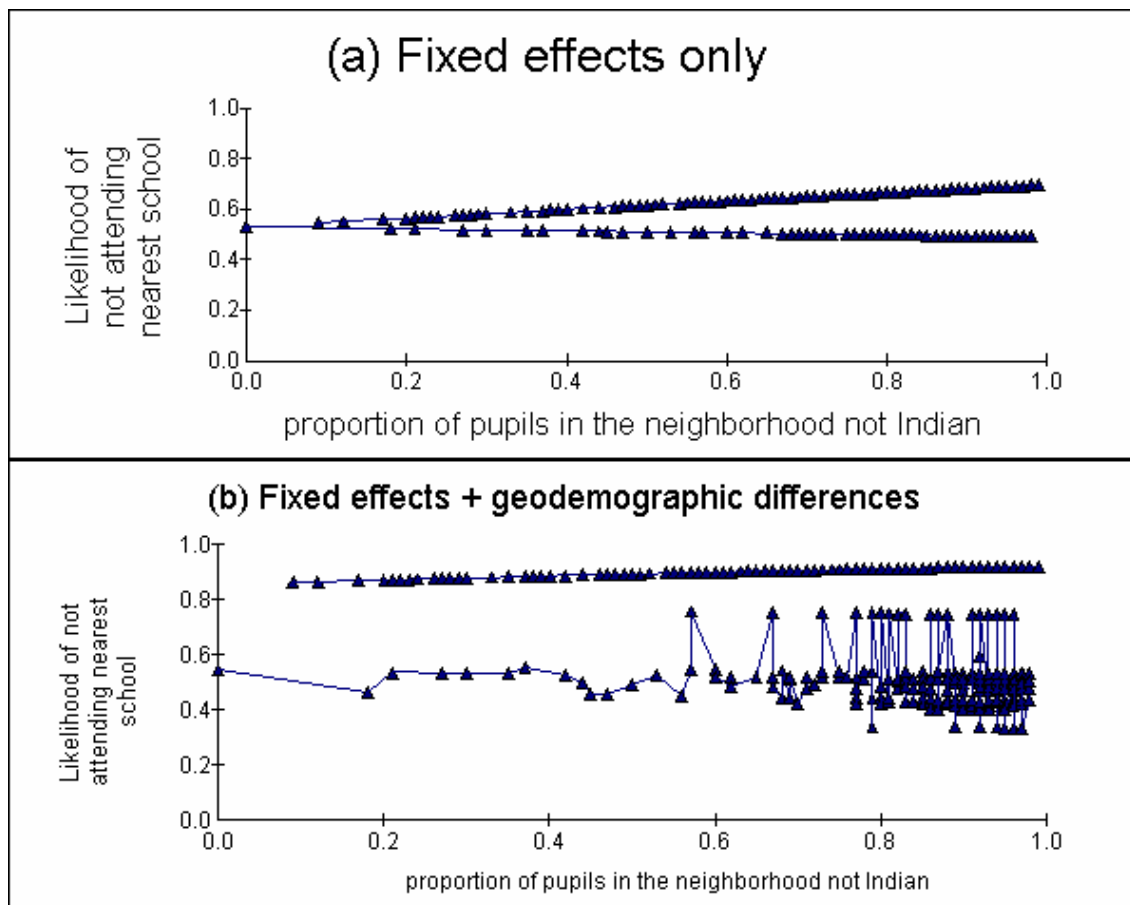 (a) Fixed effects only
Likelihood of
not attending
nearest school
1.0
0.8
0.6
0.4
0.2
0.0
0.0 0.2 0.4 0.6 0.8 1.0
proportion of pupils in the neighborhood not Indian
(b) Fixed effects + geodemographic differences
Likelihood of not
attending nearest
school
1.0
0.8
0.6
0.4
0.2
0.0
0.0 0.2 0.4 0.6 0.8 1.0
proportion of pupils in the neighborhood not Indian